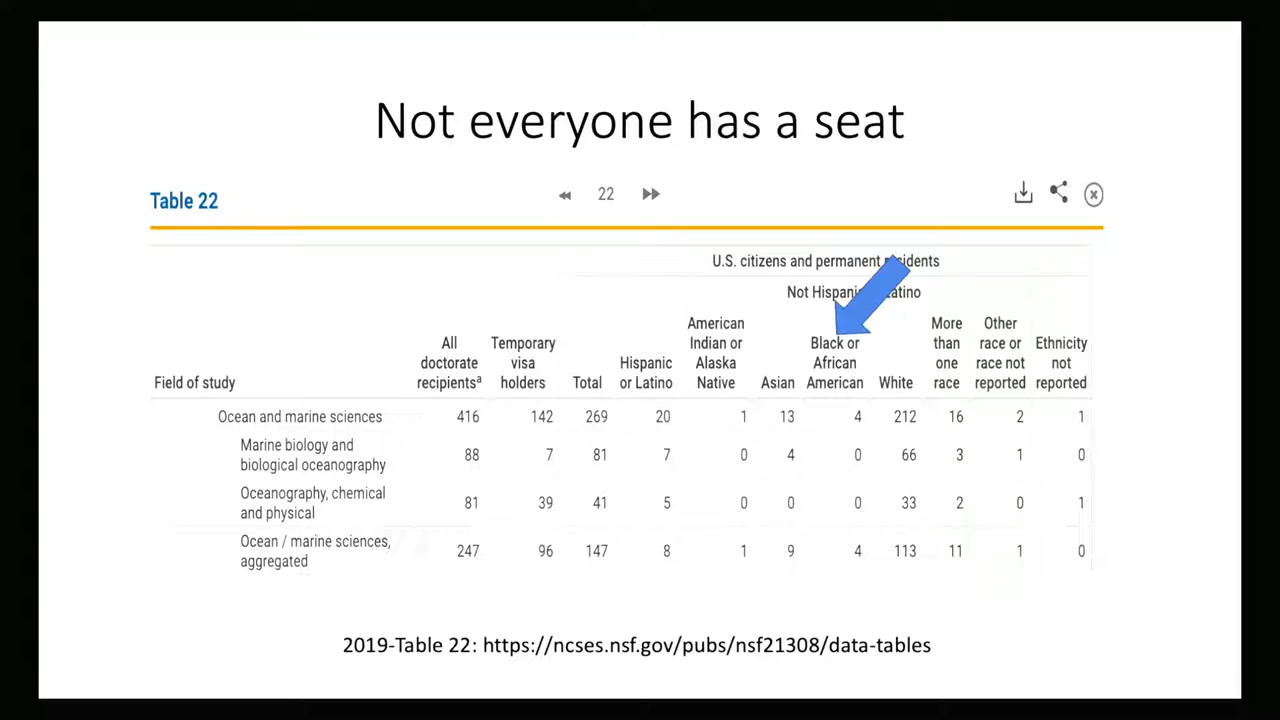 Not everyone has a seat
Table 22
22
U.S. citizens and permanent residents
Not Hispanic Latino
Field of study
All doctorate recipientsa
Temporary visa holders
Total
Hispanic or Latino
American Indian or Alaska Native
Asian
Black or African American
White
More than one race
Other race or race not reported
Ethnicity not reported
Ocean and marine sciences 416 142 269 20 1 13 4 212 16 2 1
Marine biology and biological oceanography 88 7 81 7 0 4 0 66 3 1 0
Oceanography, chemical and physical 81 39 41 5 0 0 0 33 2 0 1
Ocean / marine sciences, aggregated 247 96 147 8 1 9 4 113 11 1 0
2019-Table 22: https://ncses.nsf.gov/pubs/nsf21308/data-tables